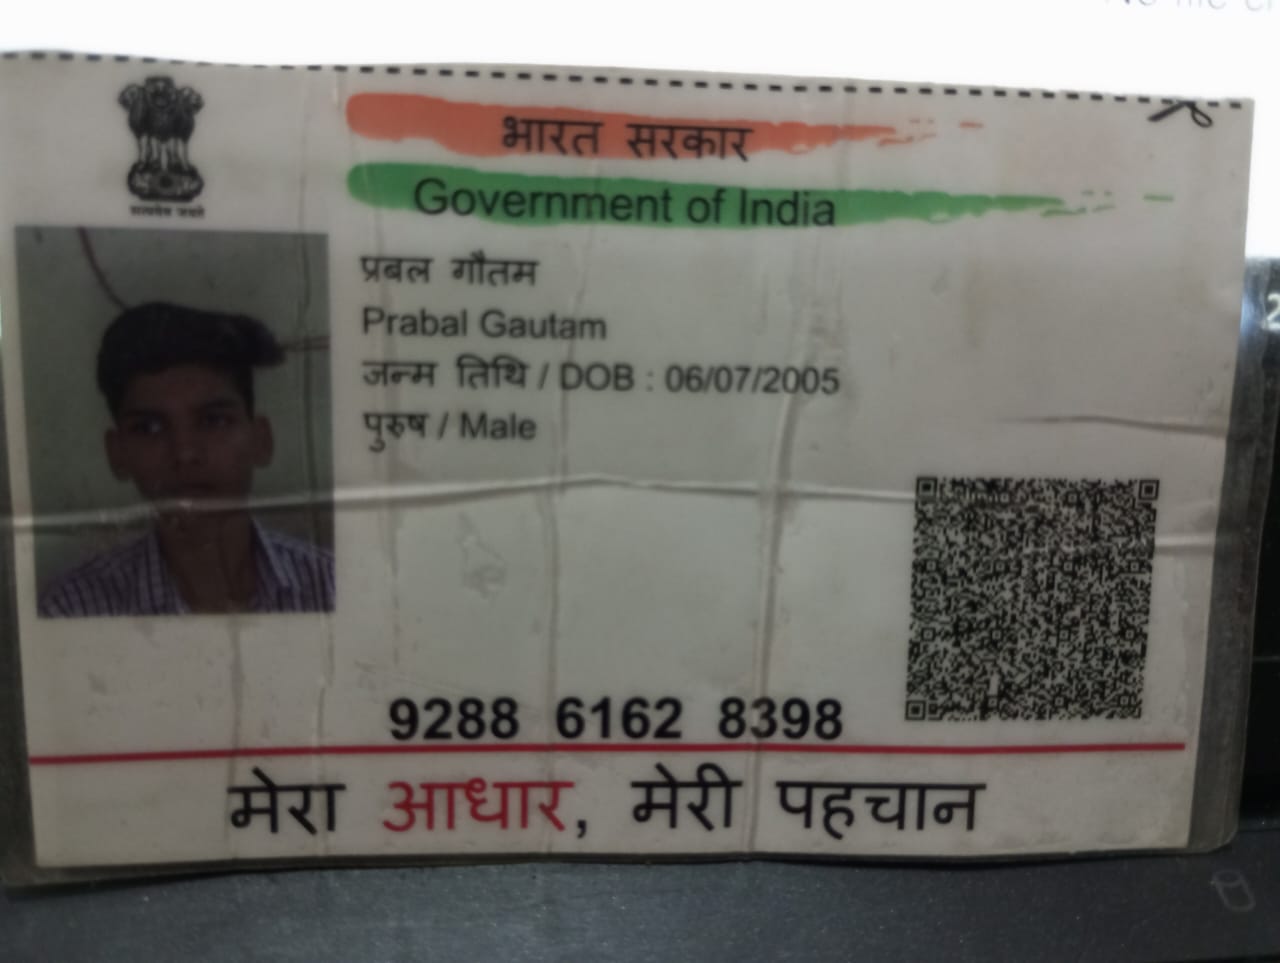 सत्यमेव जयते
भारत सरकार
Government of India
प्रबल गौतम
Prabal Gautam
जन्म तिथि / DOB : 06/07/2005
पुरुष / Male
9288 6162 8398
मेरा आधार, मेरी पहचान